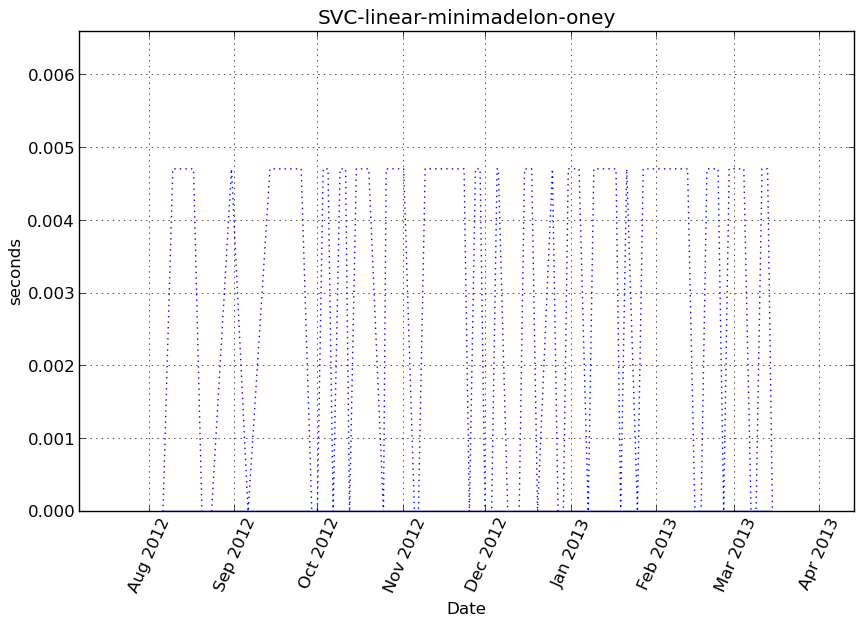 SVC-linear-minimadelon-oney
0.006
0.005
0.004
0.003
0.002
0.001
0.000
seconds
Aug 2012
Sep 2012
Oct 2012
Nov 2012
Dec 2012
Jan 2013
Feb 2013
Mar 2013
Apr 2013
Date